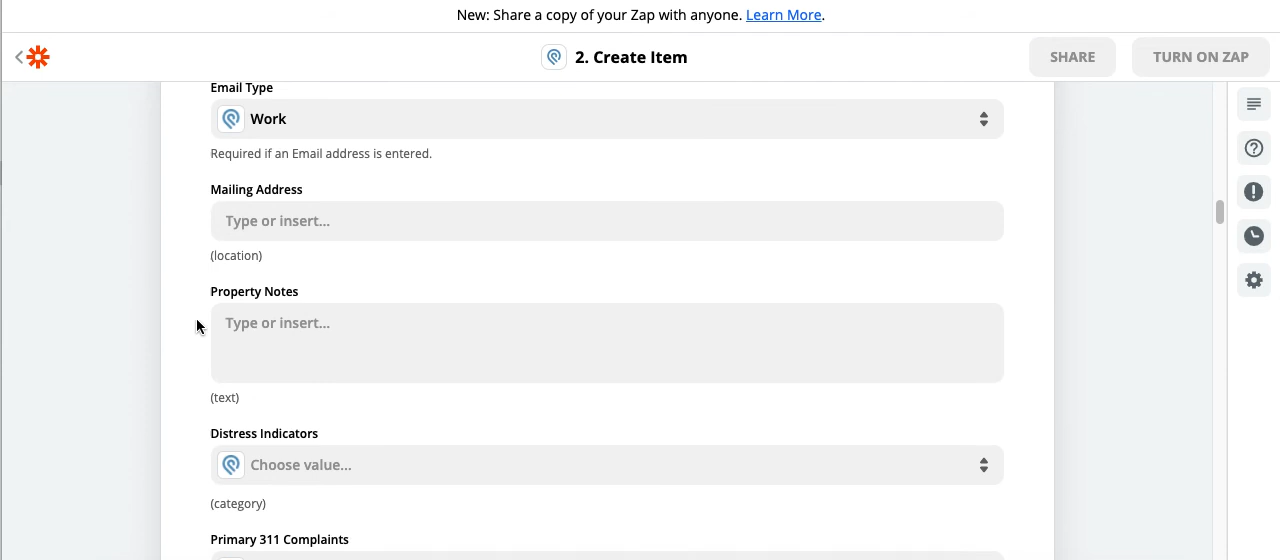 New: Share a copy of your Zap with anyone. Learn More.
2. Create Item
SHARE
TURN ON ZAP
Email Type
Work
Required if an Email address is entered.
Mailing Address
Type or insert...
(location)
Property Notes
Type or insert...
(text)
Distress Indicators
Choose value...
(category)
Primary 311 Complaints